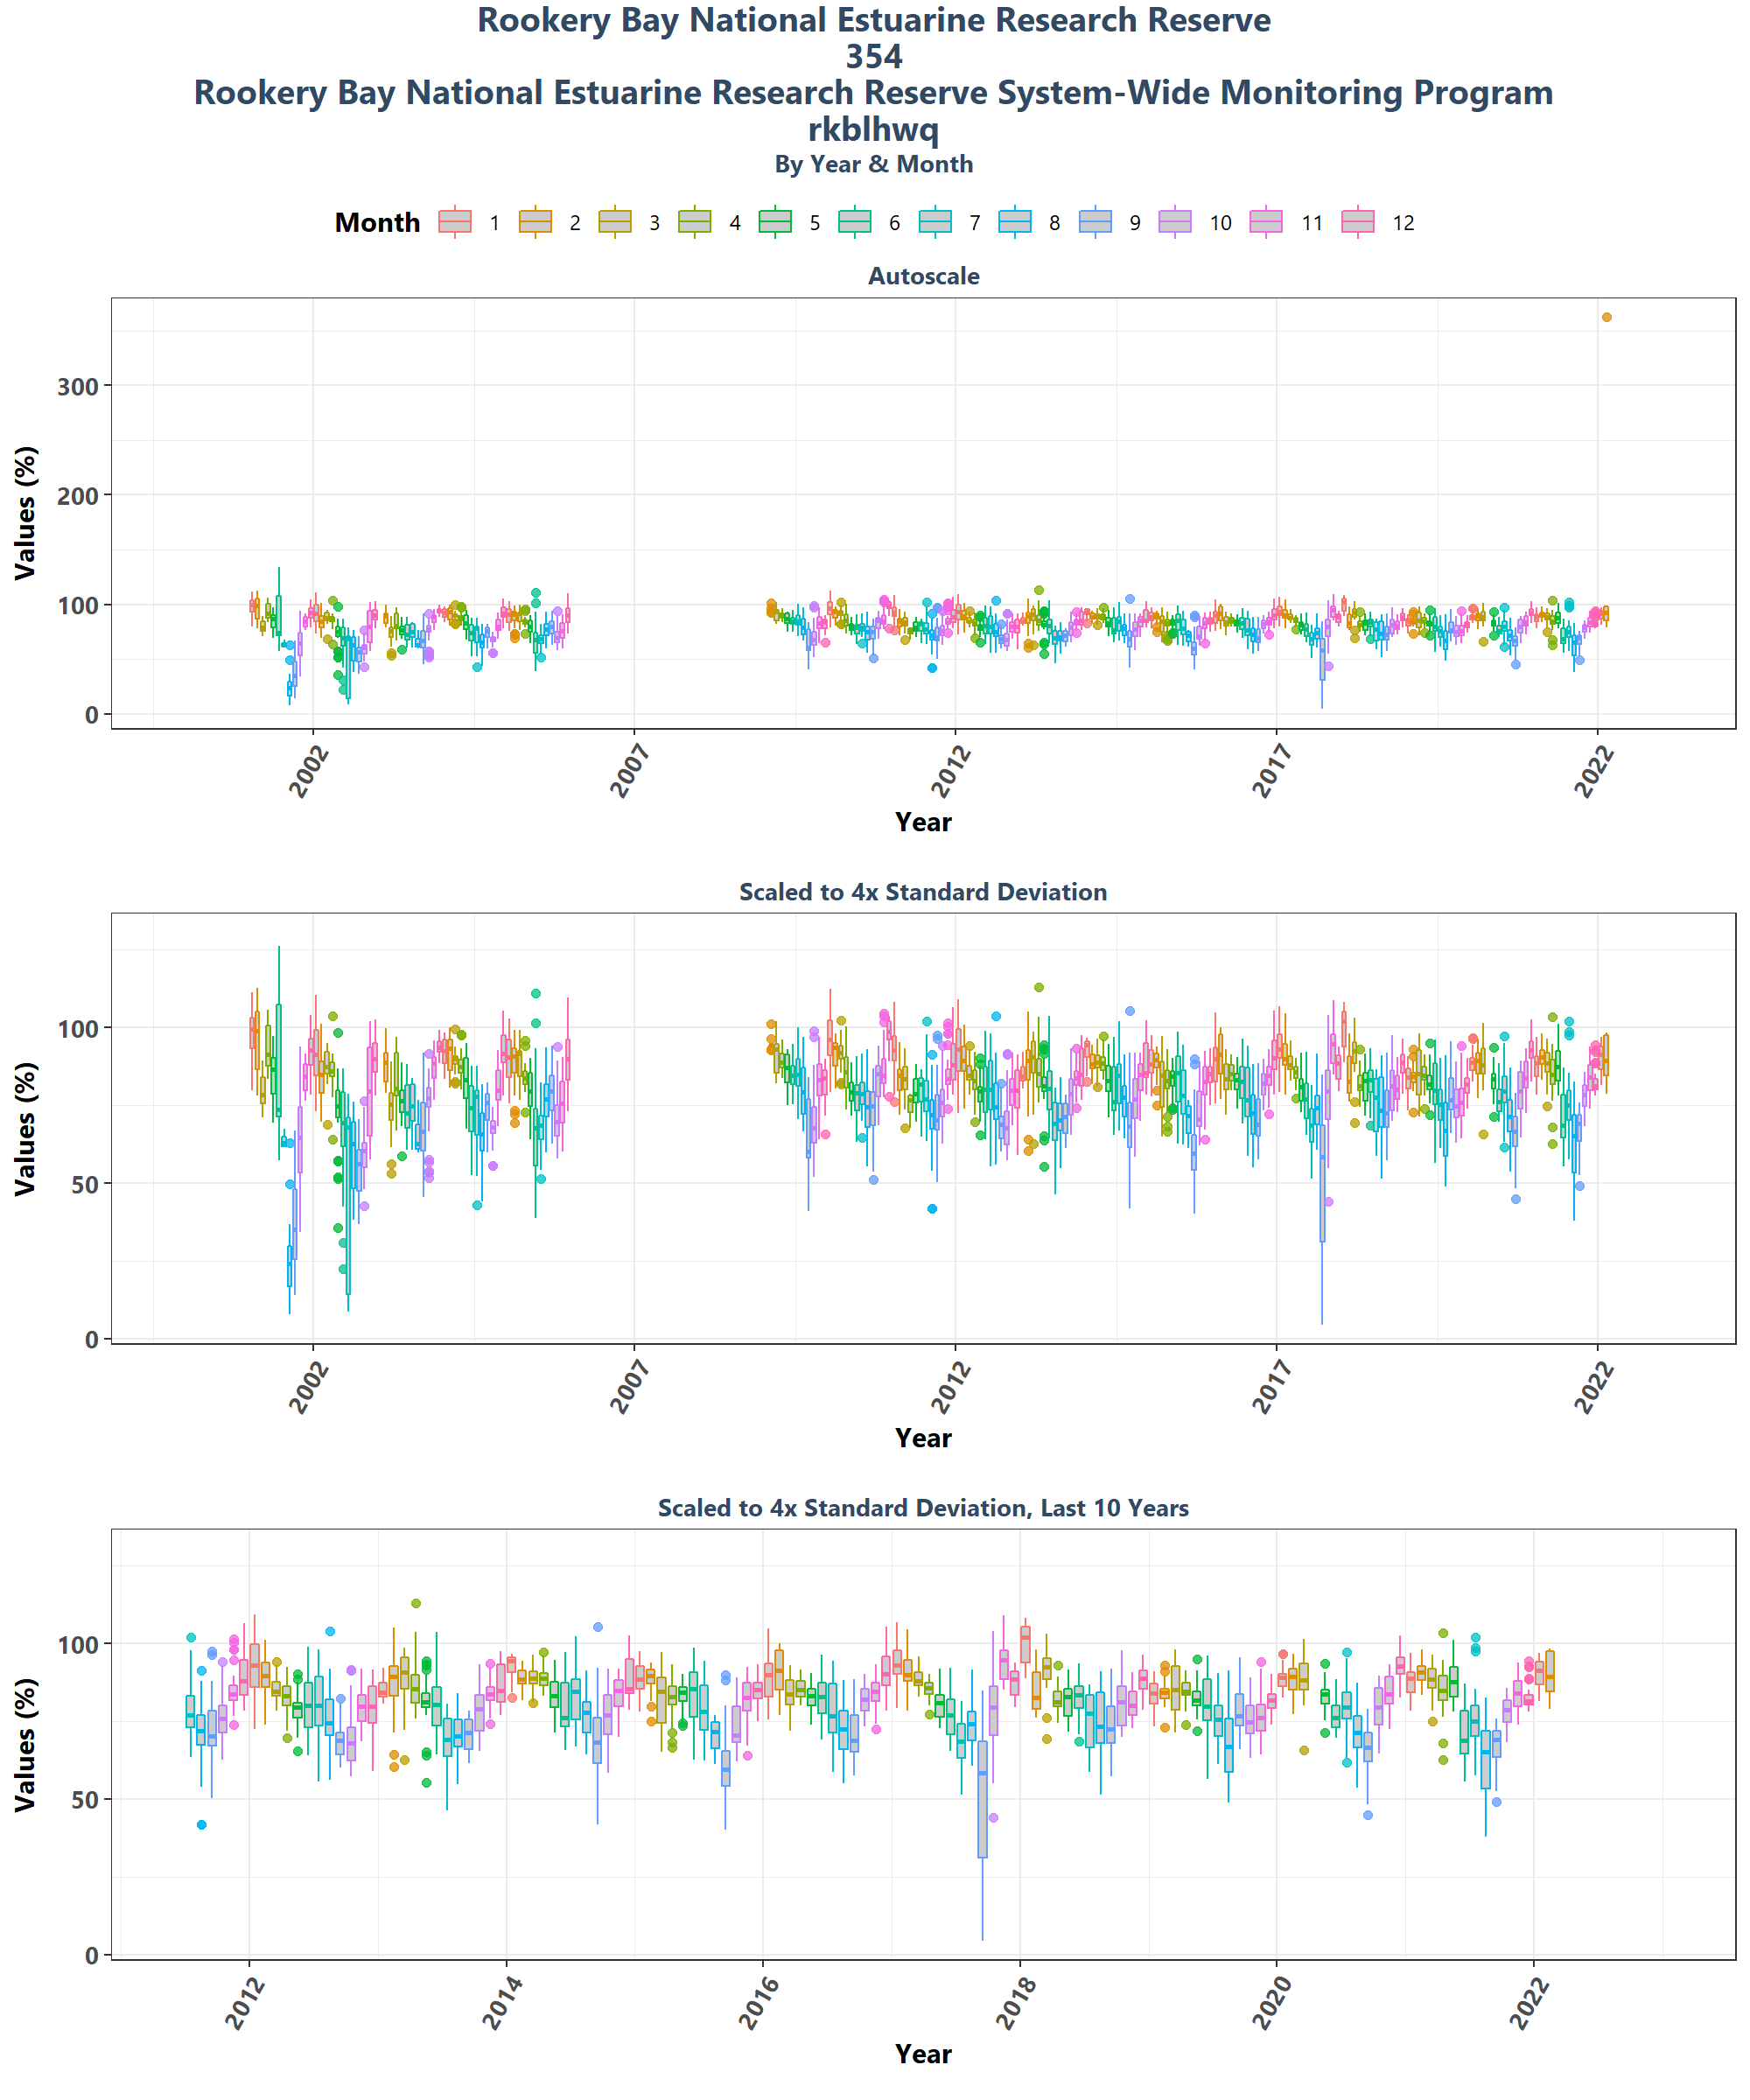 Rookery Bay National Estuarine Research Reserve
354
Rookery Bay National Estuarine Research Reserve System-Wide Monitoring Program
rkblhwq
By Year & Month
Month 1 2 3 4 5 6 7 8 9 10 11 12
Autoscale
Values (%)
300
200
100
0
2002 2007 2012 2017 2022
Year
Scaled to 4x Standard Deviation
Values (%)
100
50
0
2002 2007 2012 2017 2022
Year
Scaled to 4x Standard Deviation, Last 10 Years
Values (%)
100
50
0
2012 2014 2016 2018 2020 2022
Year